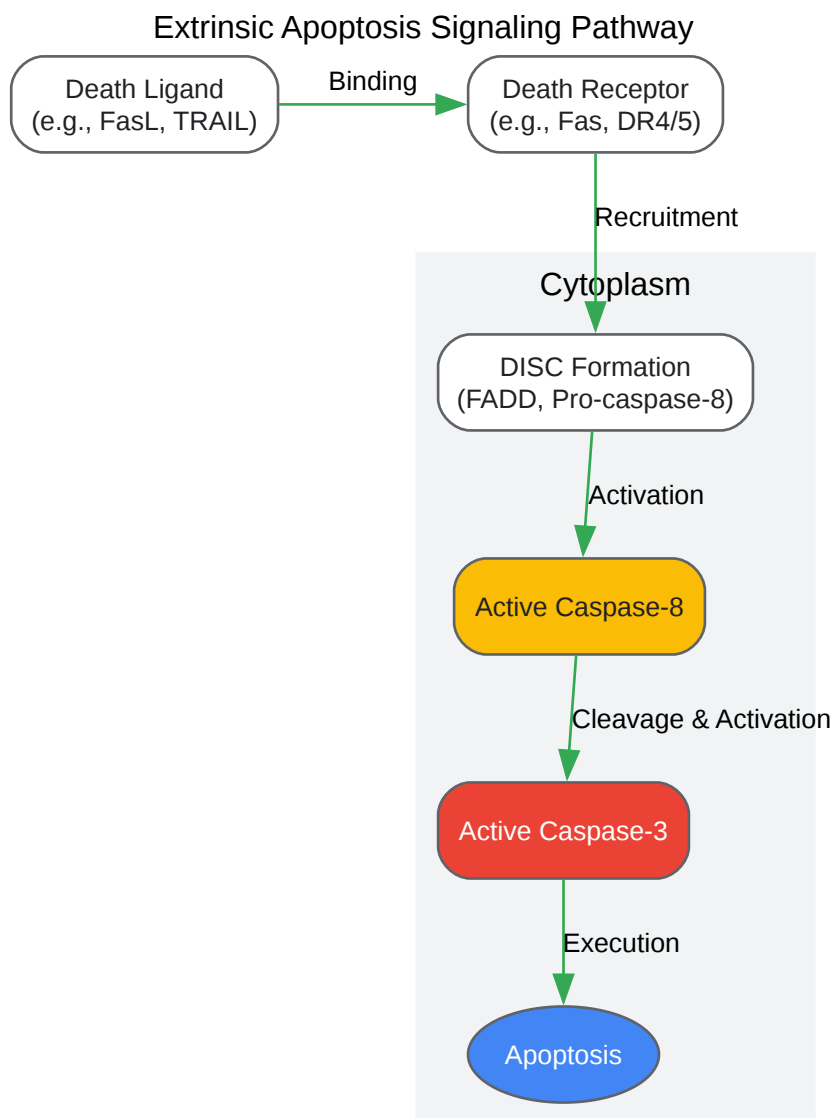 Extrinsic Apoptosis Signaling Pathway
Death Ligand
(e.g., FasL, TRAIL)
Binding
Death Receptor
(e.g., Fas, DR4/5)
Recruitment
Cytoplasm
DISC Formation
(FADD, Pro-caspase-8)
Activation
Active Caspase-8
Cleavage & Activation
Active Caspase-3
Execution
Apoptosis